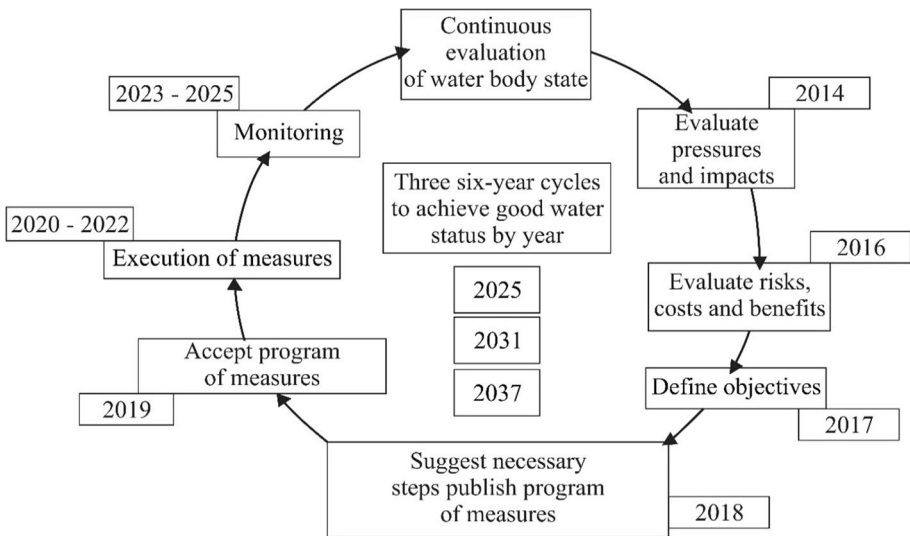 Continuous
evaluation
of water body state
2014
Evaluate
pressures
and impacts
2016
Evaluate risks,
costs and benefits
Define objectives
2017
Suggest necessary
steps publish program
of measures
2018
Accept program
of measures
2019
2020 - 2022
Execution of measures
2023 - 2025
Monitoring
Three six-year cycles
to achieve good water
status by year
2025
2031
2037